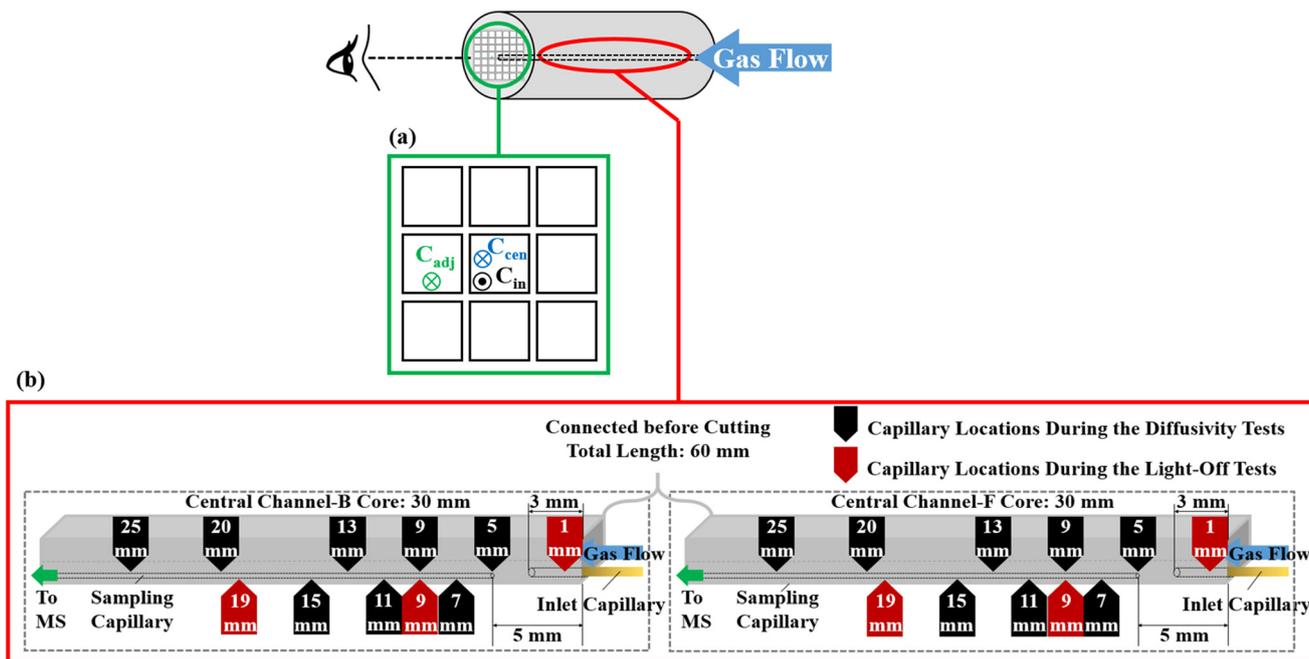 Gas Flow
(a)
C adj
C cen
C in
(b)
Connected before Cutting
Total Length: 60 mm
Capillary Locations During the Diffusivity Tests
Capillary Locations During the Light-Off Tests
Central Channel-B Core: 30 mm
3 mm
25 mm
20 mm
13 mm
9 mm
5 mm
1 mm
Gas Flow
To MS
Sampling Capillary
19 mm
15 mm
11 mm
9 mm
7 mm
Inlet Capillary
5 mm
Central Channel-F Core: 30 mm
3 mm
25 mm
20 mm
13 mm
9 mm
5 mm
1 mm
Gas Flow
To MS
Sampling Capillary
19 mm
15 mm
11 mm
9 mm
7 mm
Inlet Capillary
5 mm